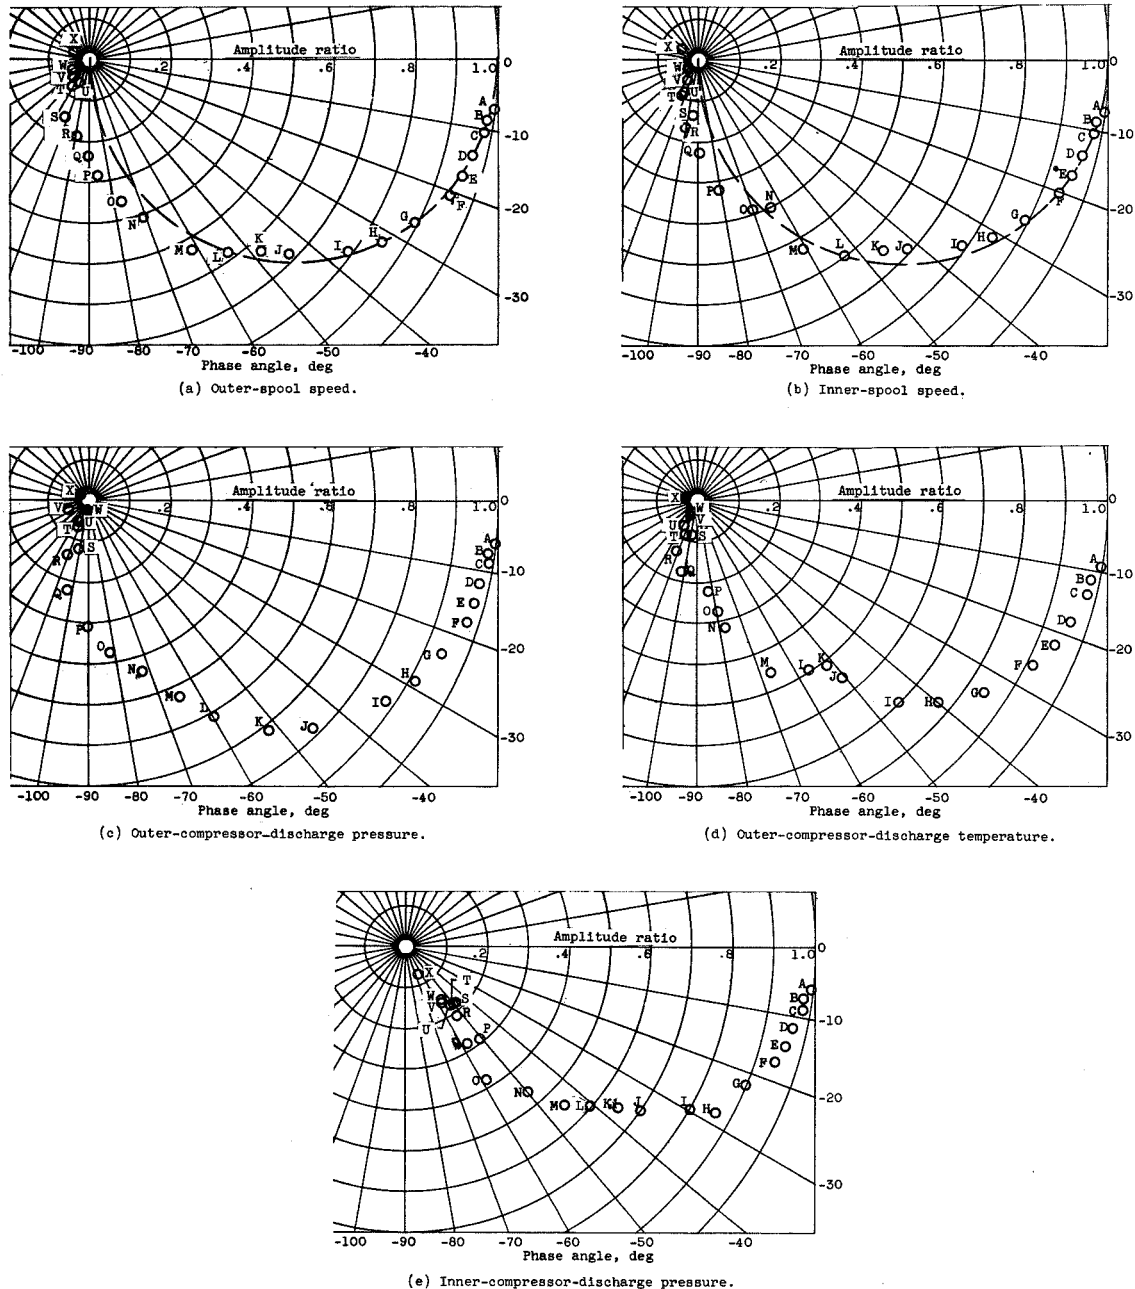 Amplitude ratio
.2 .4 .6 .8 1.0 0
X
W
V
T
U
S
R
Q
P
O
N
M
L
K
J
I
H
G
F
E
D
C
B
A
-10
-20
-30
-100 -90 -70 -60 -50 -40
Phase angle, deg
(a) Outer-spool speed.
Amplitude ratio
.2 .4 .6 .8 1.0 0
X
W
V
T
U
S
R
Q
P
O
N
M
L
K
J
I
H
G
F
E
D
C
B
A
-10
-20
-30
-100 -90 -80 -70 -60 -50 -40
Phase angle, deg
(b) Inner-spool speed.
Amplitude ratio
.2 .4 .6 .8 1.0 0
X
V
W
U
T
S
R
Q
P
O
N
M
L
K
J
I
H
G
F
E
D
C
B
A
-10
-20
-30
-100 -90 -80 -70 -60 -50 -40
Phase angle, deg
(c) Outer-compressor-discharge pressure.
Amplitude ratio
.2 .4 .6 .8 1.0 0
X
W
V
U
T
S
R
Q
P
O
N
M
L
K
J
I
H
G
F
E
D
C
B
A
-10
-20
-30
-100 -90 -80 -70 -60 -50 -40
Phase angle, deg
(d) Outer-compressor-discharge temperature.
Amplitude ratio
.2 .4 .6 .8 1.0 0
X
T
W
S
V
R
U
P
O
N
M
L
K
J
I
H
G
F
E
D
C
B
A
-10
-20
-30
-100 -90 -80 -70 -60 -50 -40
Phase angle, deg
(e) Inner-compressor-discharge pressure.